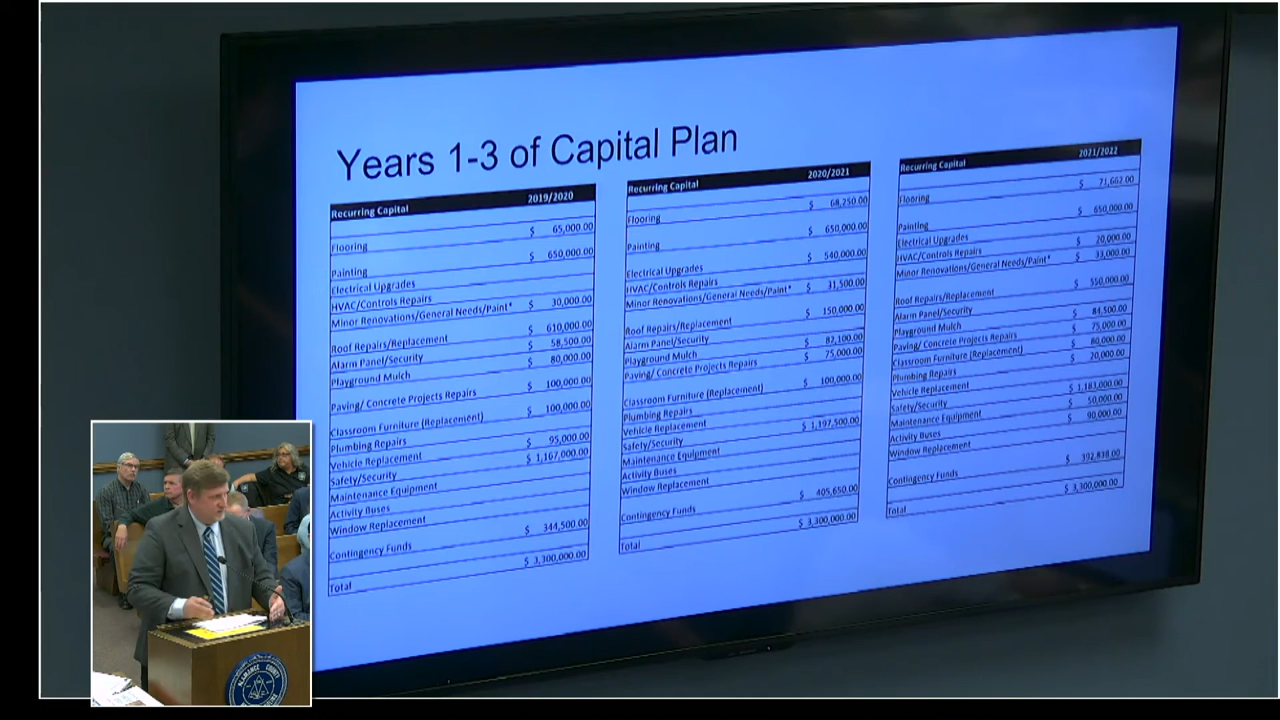 Years 1-3 of Capital Plan
Recurring Capital 2019/2020
Flooring $ 65,000.00
Painting $ 650,000.00
Electrical Upgrades
HVAC/Controls Repairs
Minor Renovations/General Needs/Paint* $ 30,000.00
Roof Repairs/Replacement $ 610,000.00
Alarm Panel/Security $ 58,500.00
Playground Mulch $ 80,000.00
Paving/ Concrete Projects Repairs $ 100,000.00
Classroom Furniture (Replacement) $ 100,000.00
Plumbing Repairs
Vehicle Replacement $ 95,000.00
Safety/Security $ 1,167,000.00
Maintenance Equipment
Activity Buses
Window Replacement
Contingency Funds $ 344,500.00
Total $ 3,300,000.00
Recurring Capital 2020/2021
Flooring $ 68,250.00
Painting $ 650,000.00
Electrical Upgrades $ 540,000.00
HVAC/Controls Repairs
Minor Renovations/General Needs/Paint* $ 31,500.00
Roof Repairs/Replacement $ 150,000.00
Alarm Panel/Security
Playground Mulch $ 82,100.00
Paving/ Concrete Projects Repairs $ 75,000.00
Classroom Furniture (Replacement) $ 100,000.00
Plumbing Repairs
Vehicle Replacement
Safety/Security $ 1,197,500.00
Maintenance Equipment
Activity Buses
Window Replacement
Contingency Funds $ 405,650.00
Total $ 3,300,000.00
Recurring Capital 2021/2022
Flooring $ 71,662.00
Painting $ 650,000.00
Electrical Upgrades
HVAC/Controls Repairs $ 20,000.00
Minor Renovations/General Needs/Paint* $ 33,000.00
Roof Repairs/Replacement $ 550,000.00
Alarm Panel/Security
Playground Mulch $ 84,500.00
Paving/ Concrete Projects Repairs $ 75,000.00
Classroom Furniture (Replacement) $ 80,000.00
Plumbing Repairs $ 20,000.00
Vehicle Replacement
Safety/Security $ 1,183,000.00
Maintenance Equipment $ 50,000.00
Activity Buses $ 90,000.00
Window Replacement
Contingency Funds $ 392,838.00
Total $ 3,300,000.00
ALAMANCE COUNTY